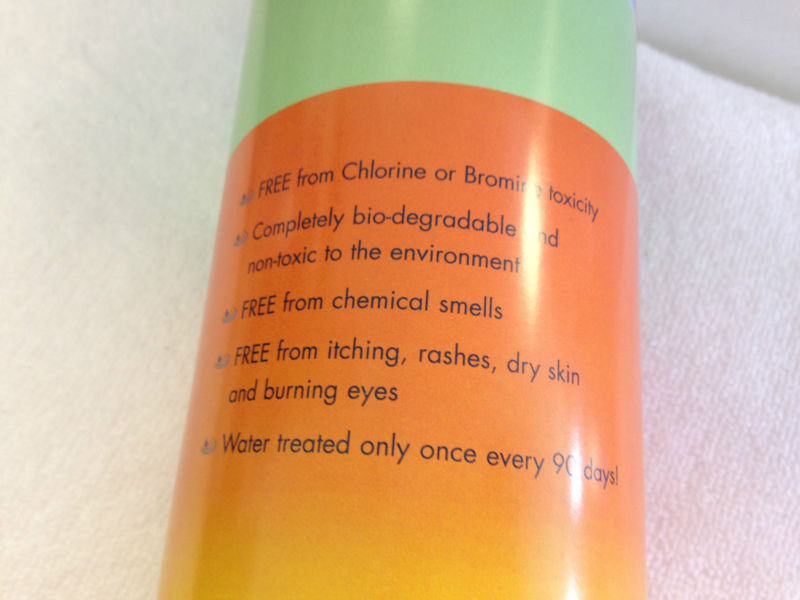 FREE from Chlorine or Bromine toxicity
Completely bio-degradable and
non-toxic to the environment
FREE from chemical smells
FREE from itching, rashes, dry skin
and burning eyes
Water treated only once every 90 days!